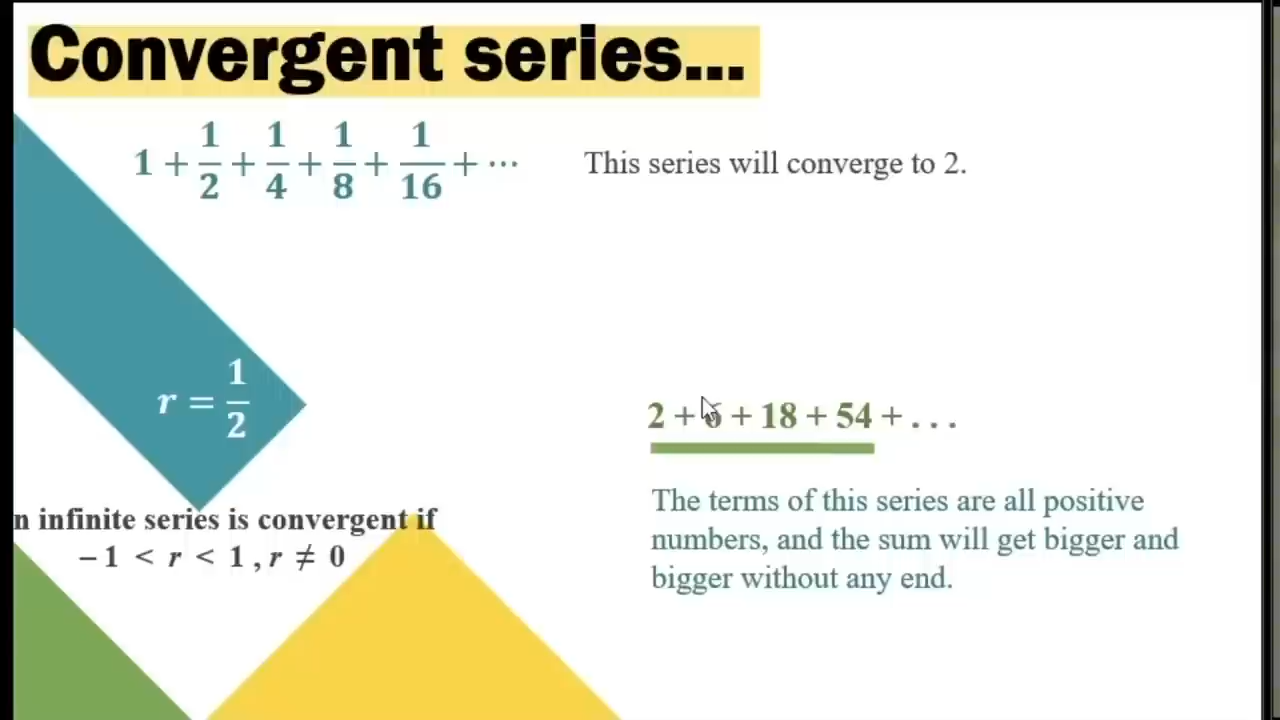 Convergent series...
1 + 1/2 + 1/4 + 1/8 + 1/16 + ⋯
This series will converge to 2.
r = 1/2
2 + 6 + 18 + 54 + . . .
n infinite series is convergent if
−1 < r < 1 , r ≠ 0
The terms of this series are all positive
numbers, and the sum will get bigger and
bigger without any end.